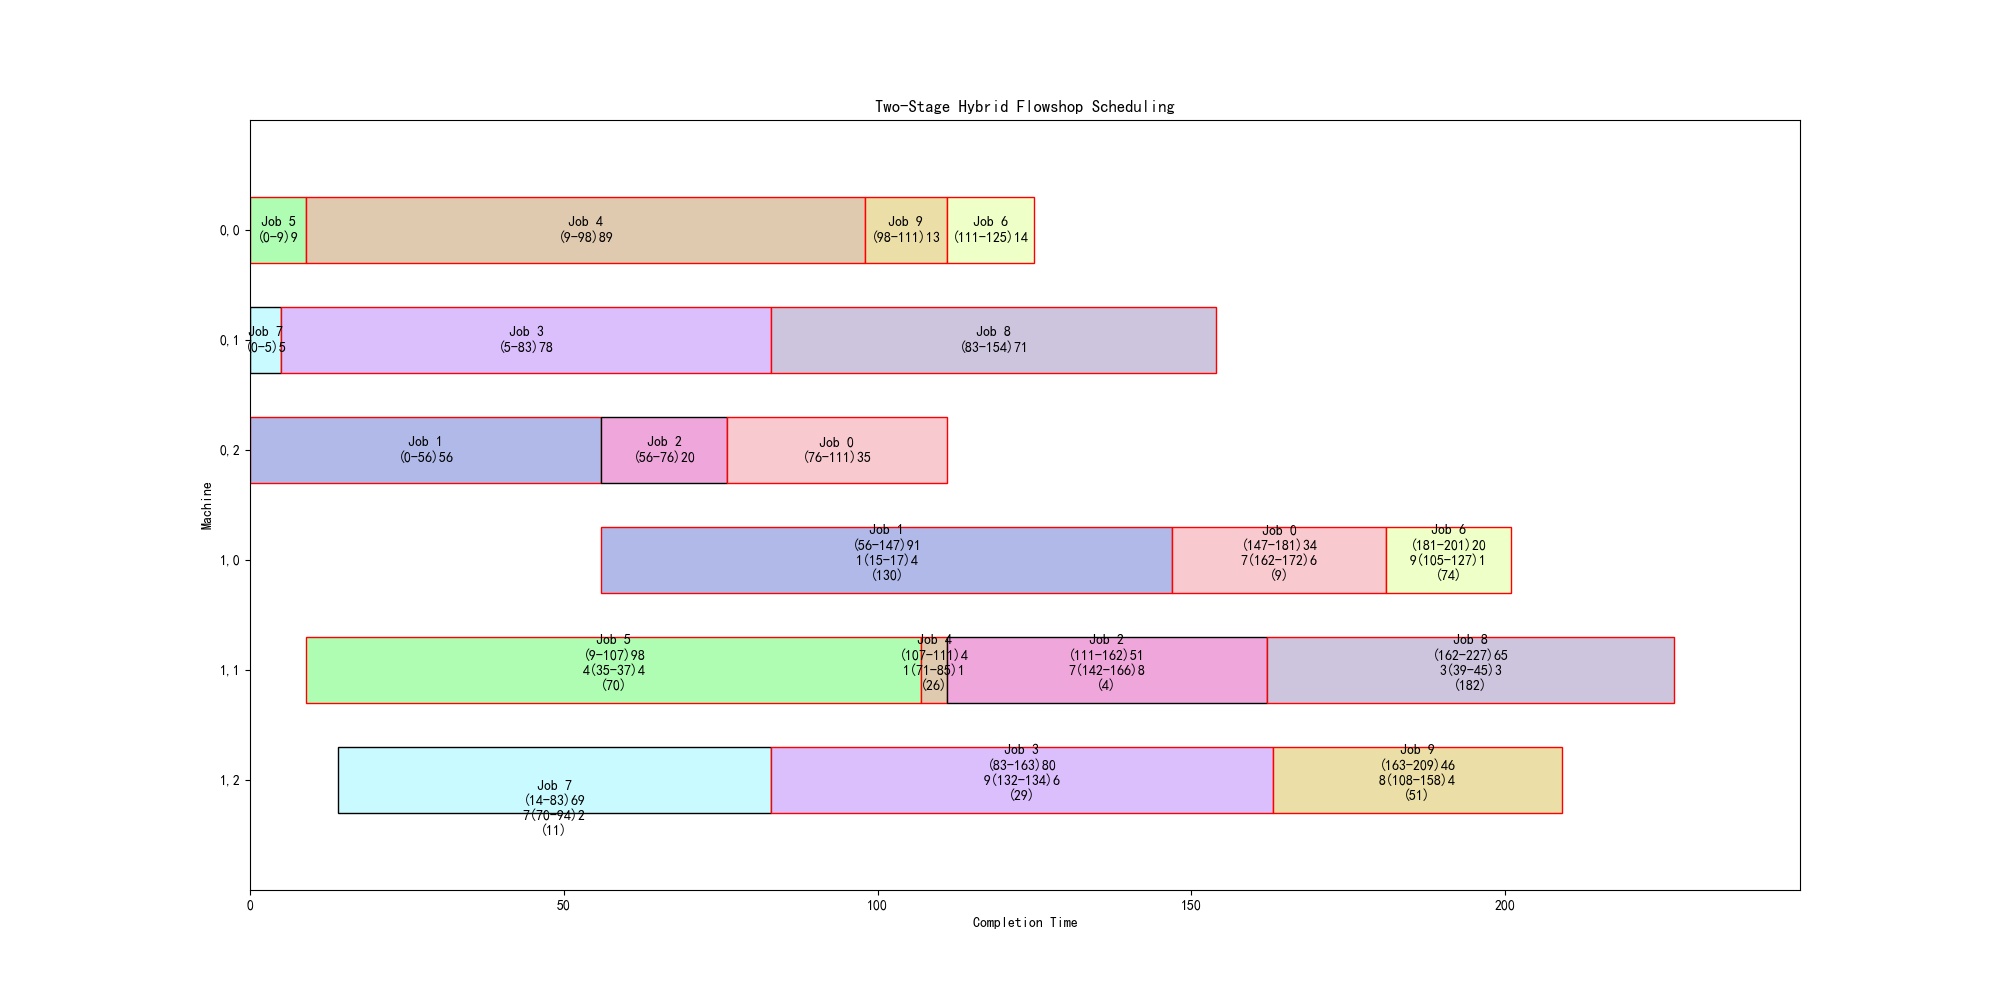 Two-Stage Hybrid Flowshop Scheduling
Machine
0,0
Job 5
(0-9)9
Job 4
(9-98)89
Job 9
(98-111)13
Job 6
(111-125)14
0,1
Job 7
(0-5)5
Job 3
(5-83)78
Job 8
(83-154)71
0,2
Job 1
(0-56)56
Job 2
(56-76)20
Job 0
(76-111)35
1,0
Job 1
(56-147)91
1(15-17)4
(130)
Job 0
(147-181)34
7(162-172)6
(9)
Job 6
(181-201)20
9(105-127)1
(74)
1,1
Job 5
(9-107)98
4(35-37)4
(70)
Job 4
(107-111)4
1(71-85)1
(26)
Job 2
(111-162)51
7(142-166)8
(4)
Job 8
(162-227)65
3(39-45)3
(182)
1,2
Job 7
(14-83)69
7(70-94)2
(11)
Job 3
(83-163)80
9(132-134)6
(29)
Job 9
(163-209)46
8(108-158)4
(51)
0 50 100 150 200
Completion Time